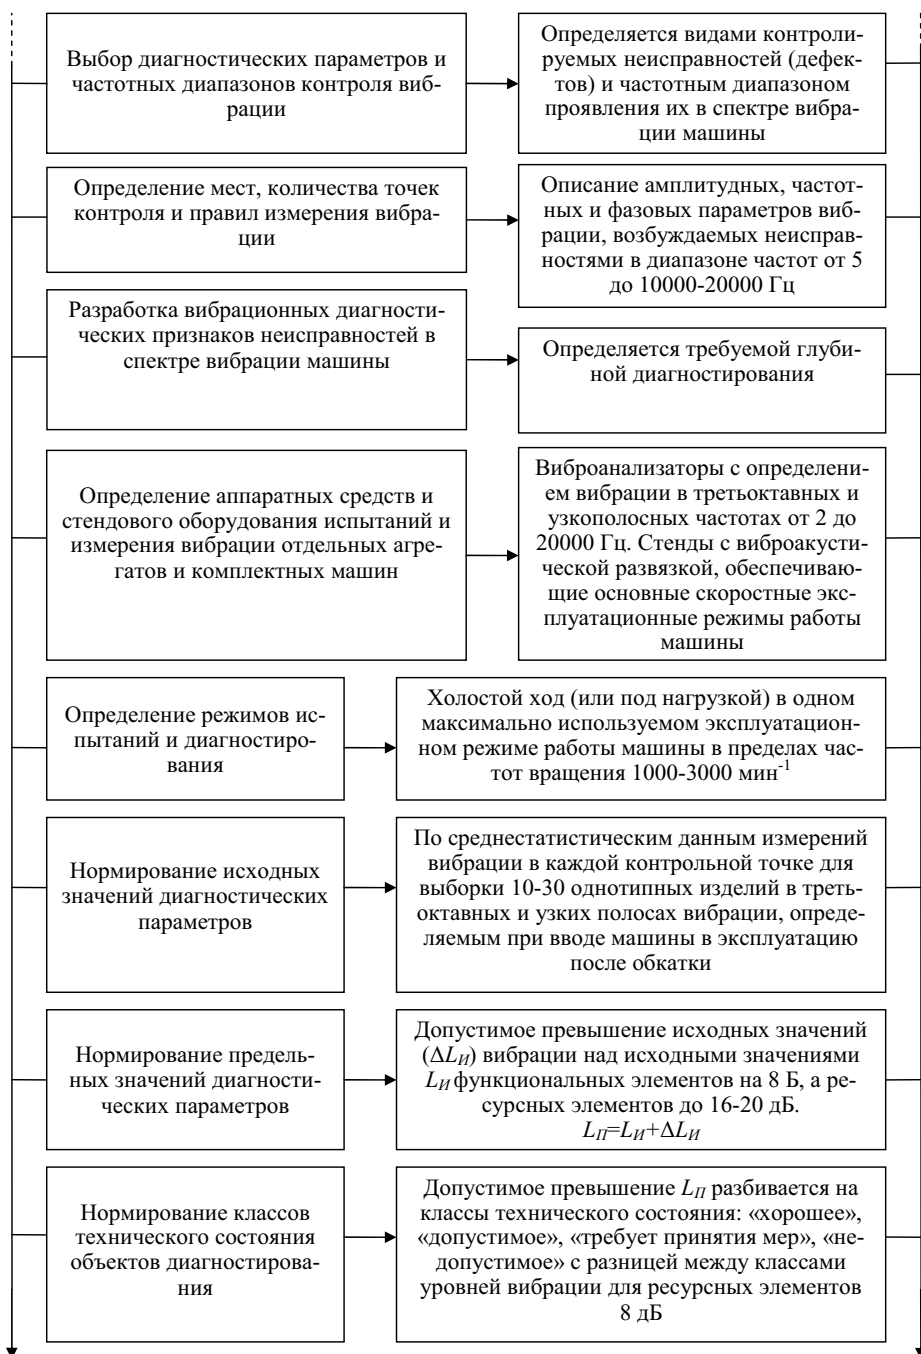 Выбор диагностических параметров и
частотных диапазонов контроля виб-
рации
Определяется видами контроли-
руемых неисправностей (дефек-
тов) и частотным диапазоном
проявления их в спектре вибра-
ции машины
Определение мест, количества точек
контроля и правил измерения вибра-
ции
Описание амплитудных, частот-
ных и фазовых параметров виб-
рации, возбуждаемых неисправ-
ностями в диапазоне частот от 5
до 10000-20000 Гц
Разработка вибрационных диагности-
ческих признаков неисправностей в
спектре вибрации машины
Определяется требуемой глуби-
ной диагностирования
Определение аппаратных средств и
стендового оборудования испытаний и
измерения вибрации отдельных агре-
гатов и комплектных машин
Виброанализаторы с определени-
ем вибрации в третьоктавных и
узкополосных частотах от 2 до
20000 Гц. Стенды с виброакусти-
ческой развязкой, обеспечиваю-
щие основные скоростные экс-
плуатационные режимы работы
машины
Определение режимов ис-
пытаний и диагностиро-
вания
Холостой ход (или под нагрузкой) в одном
максимально используемом эксплуатацион-
ном режиме работы машины в пределах час-
тот вращения 1000-3000 мин⁻¹
Нормирование исходных
значений диагностических
параметров
По среднестатистическим данным измерений
вибрации в каждой контрольной точке для
выборки 10-30 однотипных изделий в треть-
октавных и узких полосах вибрации, опреде-
ляемым при вводе машины в эксплуатацию
после обкатки
Нормирование предель-
ных значений диагности-
ческих параметров
Допустимое превышение исходных значений
(ΔL_И) вибрации над исходными значениями
L_И функциональных элементов на 8 Б, а ре-
сурсных элементов до 16-20 дБ.
L_П=L_И+ΔL_И
Нормирование классов
технического состояния
объектов диагностирова-
ния
Допустимое превышение L_П разбивается на
классы технического состояния: «хорошее»,
«допустимое», «требует принятия мер», «не-
допустимое» с разницей между классами
уровней вибрации для ресурсных элементов
8 дБ